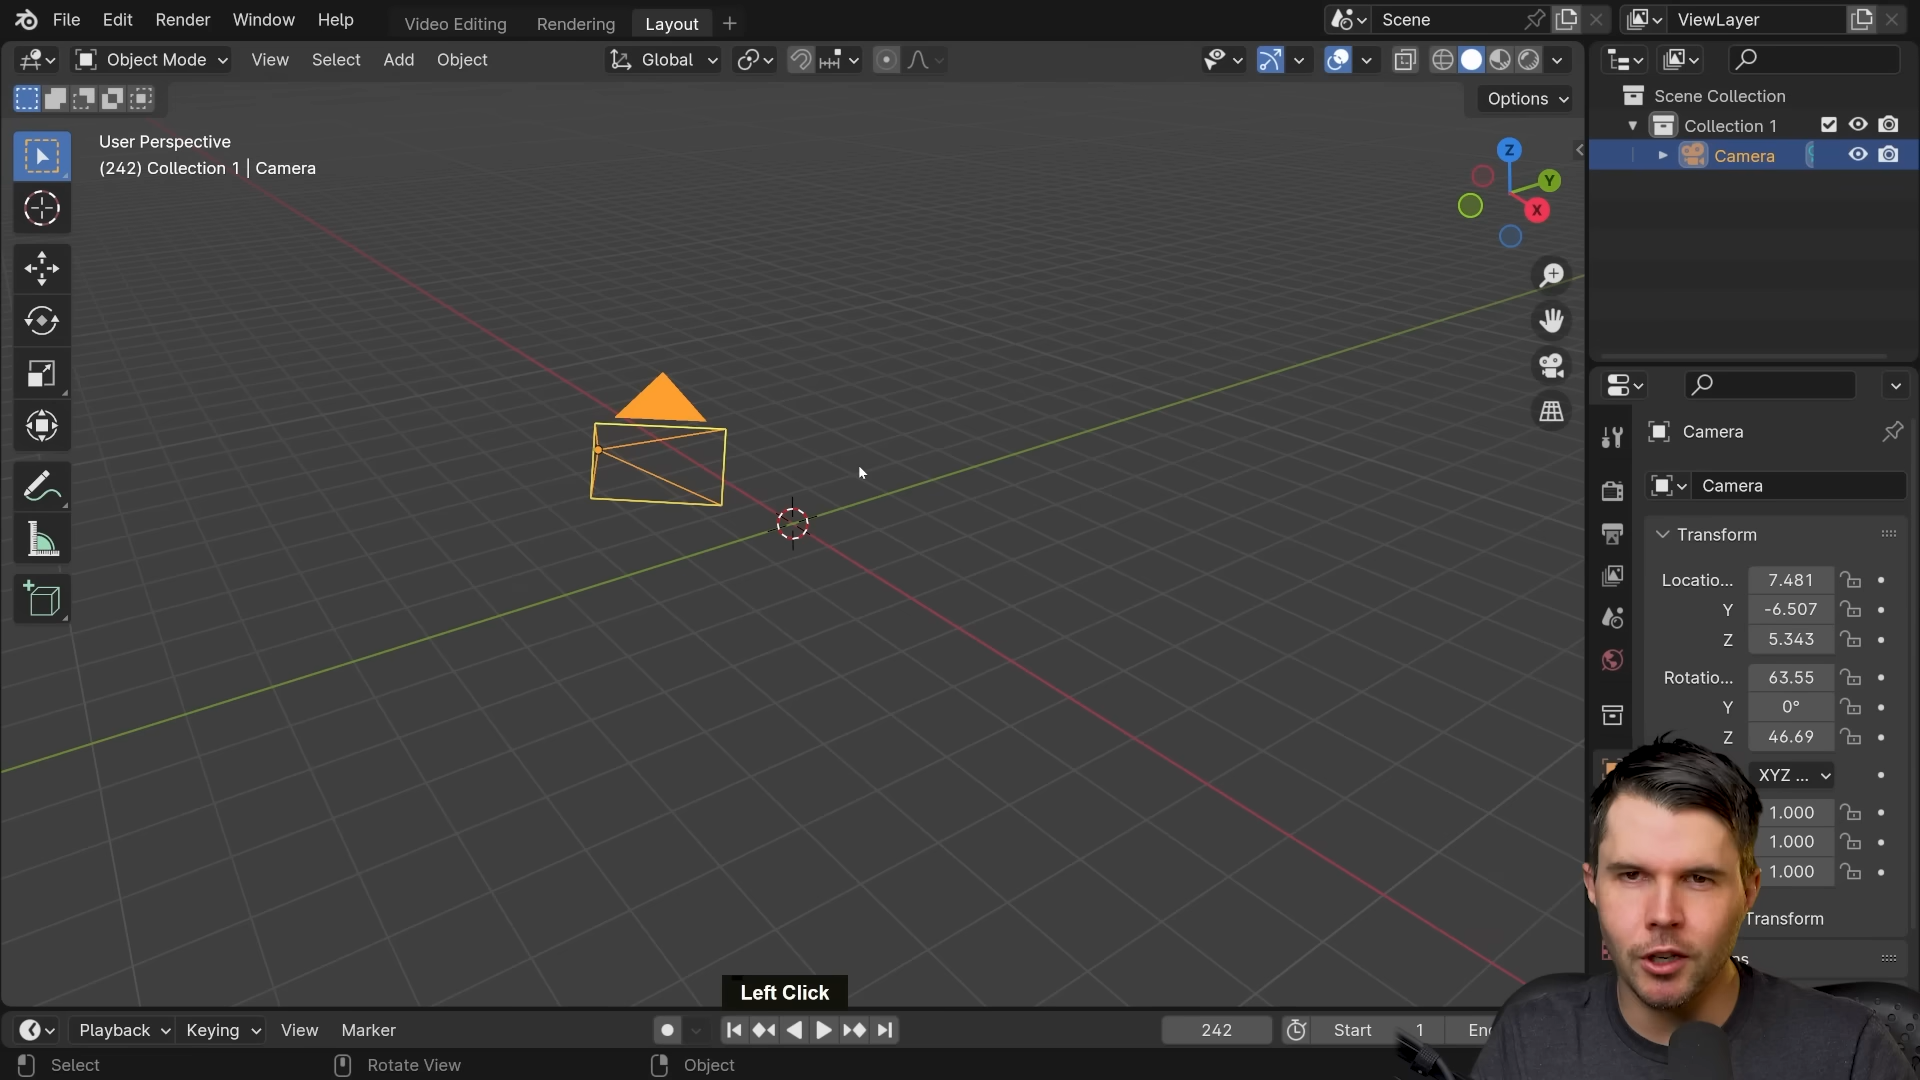 File Edit Render Window Help
Video Editing Rendering Layout
Scene
ViewLayer
Object Mode View Select Add Object
Global
Options
User Perspective
(242) Collection 1 | Camera
Z
Y
X
Scene Collection
Collection 1
Camera
Camera
Camera
Transform
Locatio... 7.481
Y -6.507
Z 5.343
Rotatio... 63.55
Y 0°
Z 46.69
XYZ ...
1.000
1.000
1.000
Transform
Left Click
Playback Keying View Marker
242 Start 1
Select Rotate View Object